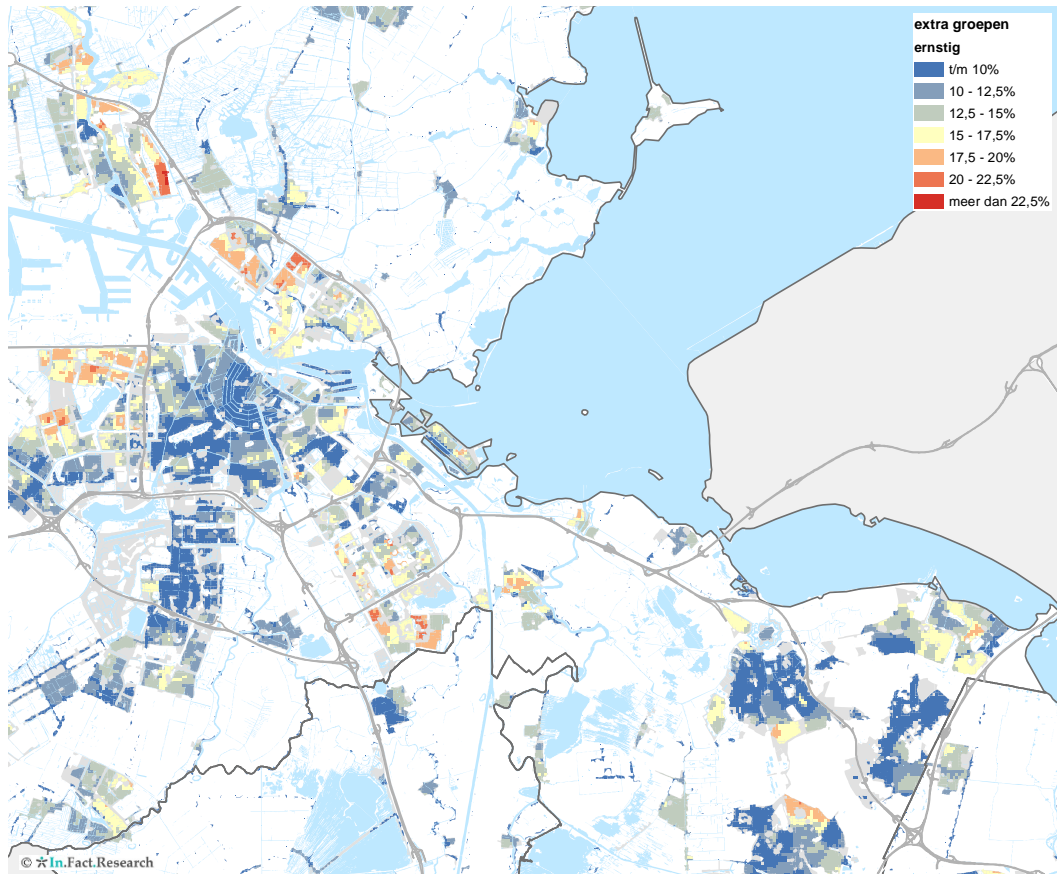 extra groepen
ernstig
t/m 10%
10 - 12,5%
12,5 - 15%
15 - 17,5%
17,5 - 20%
20 - 22,5%
meer dan 22,5%
© In.Fact.Research